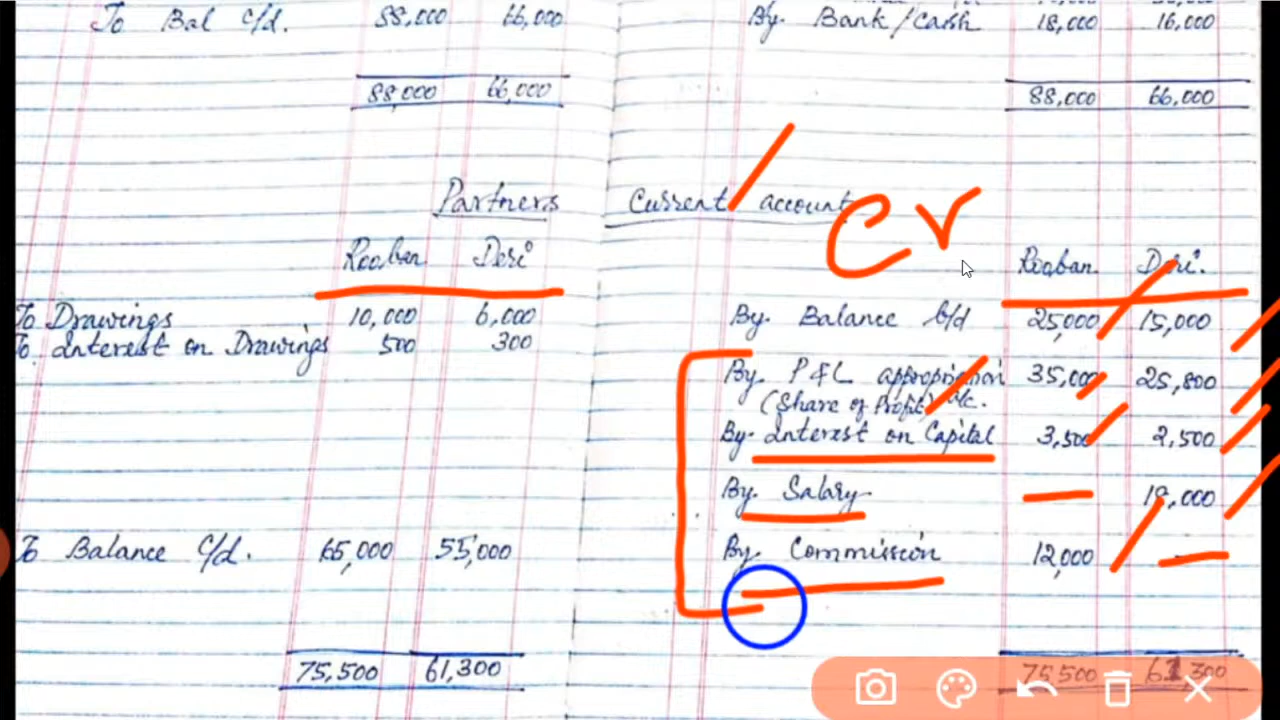 To Bal c/d. 88,000 66,000 By. Bank/Cash 18,000 16,000
88,000 66,000 88,000 66,000
Partners Current account
Cr
Rooban Deri Rooban Deri.
To Drawings 10,000 6,000 By. Balance b/d 25,000 15,000
To. Interest on Drawings 500 300
By. P & L appropriation 35,000 25,800
(Share of Profit) a/c.
By. Interest on Capital 3,500 2,500
By. Salary — 18,000
To Balance c/d. 65,000 55,000 By. Commission 12,000 —
75,500 61,300 75,500 61,300